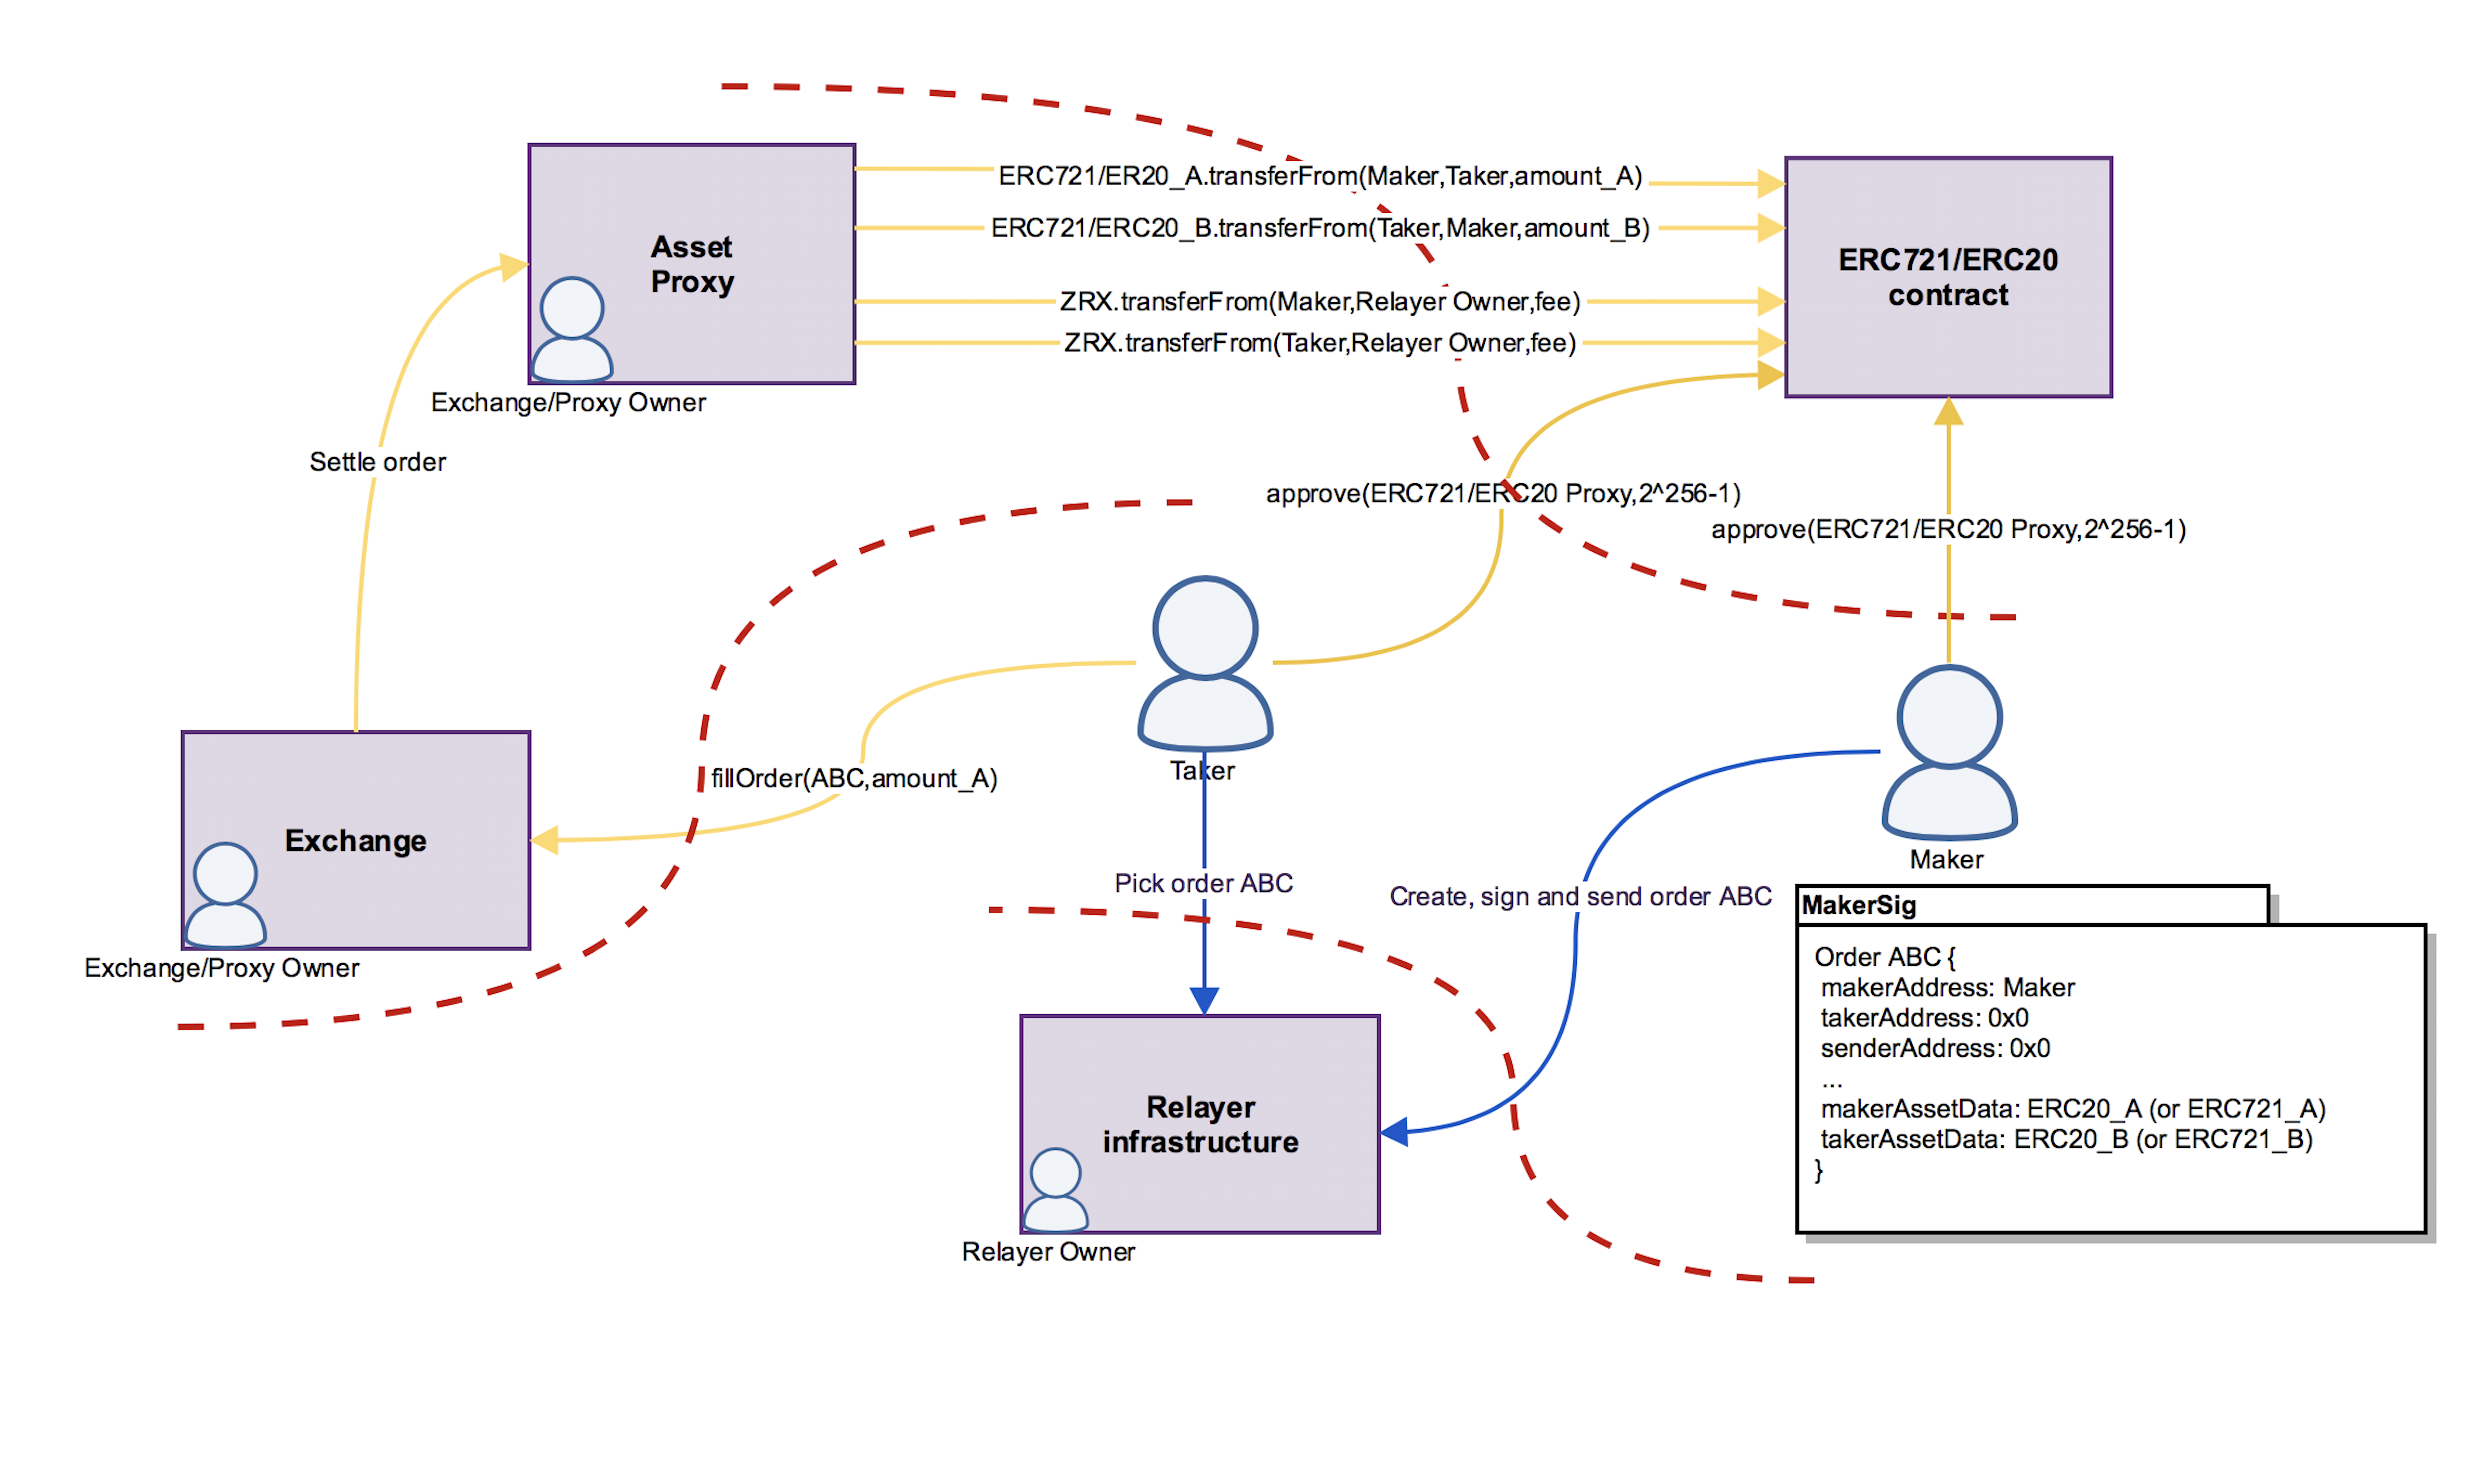 ERC721/ER20_A.transferFrom(Maker,Taker,amount_A)
ERC721/ERC20_B.transferFrom(Taker,Maker,amount_B)
Asset
Proxy
ERC721/ERC20
contract
ZRX.transferFrom(Maker,Relayer Owner,fee)
ZRX.transferFrom(Taker,Relayer Owner,fee)
Exchange/Proxy Owner
Settle order
approve(ERC721/ERC20 Proxy,2^256-1)
approve(ERC721/ERC20 Proxy,2^256-1)
Taker
fillOrder(ABC,amount_A)
Exchange
Maker
Pick order ABC
Create, sign and send order ABC
Exchange/Proxy Owner
MakerSig
Order ABC {
makerAddress: Maker
takerAddress: 0x0
senderAddress: 0x0
...
makerAssetData: ERC20_A (or ERC721_A)
takerAssetData: ERC20_B (or ERC721_B)
}
Relayer
infrastructure
Relayer Owner